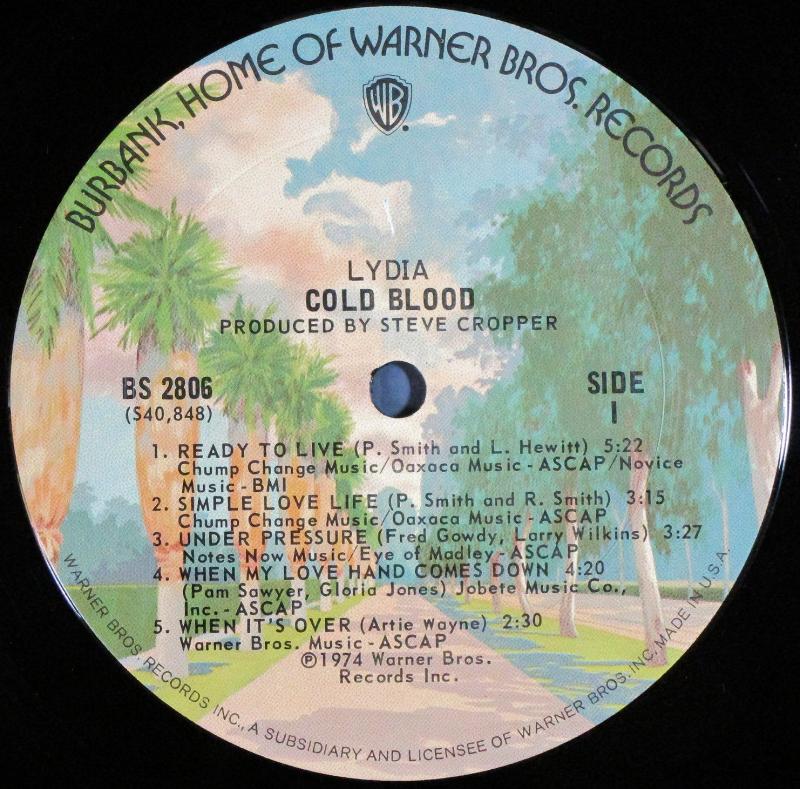 BURBANK, HOME OF WARNER BROS. RECORDS
WB
LYDIA
COLD BLOOD
PRODUCED BY STEVE CROPPER
BS 2806
(S40,848)
SIDE
1
1. READY TO LIVE (P. Smith and L. Hewitt) 5:22
Chump Change Music/Oaxaca Music - ASCAP/Novice
Music - BMI
2. SIMPLE LOVE LIFE (P. Smith and R. Smith) 3:15
Chump Change Music/Oaxaca Music - ASCAP
3. UNDER PRESSURE (Fred Gowdy, Larry Wilkins) 3:27
Notes Now Music/Eye of Madley - ASCAP
4. WHEN MY LOVE HAND COMES DOWN 4:20
(Pam Sawyer, Gloria Jones) Jobete Music Co.,
Inc. - ASCAP
5. WHEN IT'S OVER (Artie Wayne) 2:30
Warner Bros. Music - ASCAP
℗1974 Warner Bros.
Records Inc.
WARNER BROS. RECORDS INC., A SUBSIDIARY AND LICENSEE OF WARNER BROS. INC. MADE IN U.S.A.